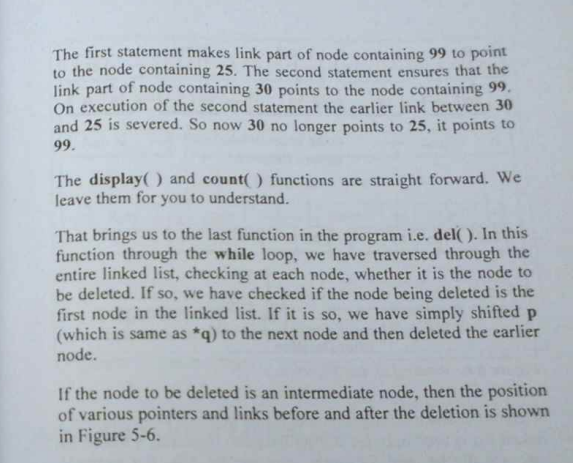 The first statement makes link part of node containing 99 to point
to the node containing 25. The second statement ensures that the
link part of node containing 30 points to the node containing 99.
On execution of the second statement the earlier link between 30
and 25 is severed. So now 30 no longer points to 25, it points to
99.
The display( ) and count( ) functions are straight forward. We
leave them for you to understand.
That brings us to the last function in the program i.e. del( ). In this
function through the while loop, we have traversed through the
entire linked list, checking at each node, whether it is the node to
be deleted. If so, we have checked if the node being deleted is the
first node in the linked list. If it is so, we have simply shifted p
(which is same as *q) to the next node and then deleted the earlier
node.
If the node to be deleted is an intermediate node, then the position
of various pointers and links before and after the deletion is shown
in Figure 5-6.